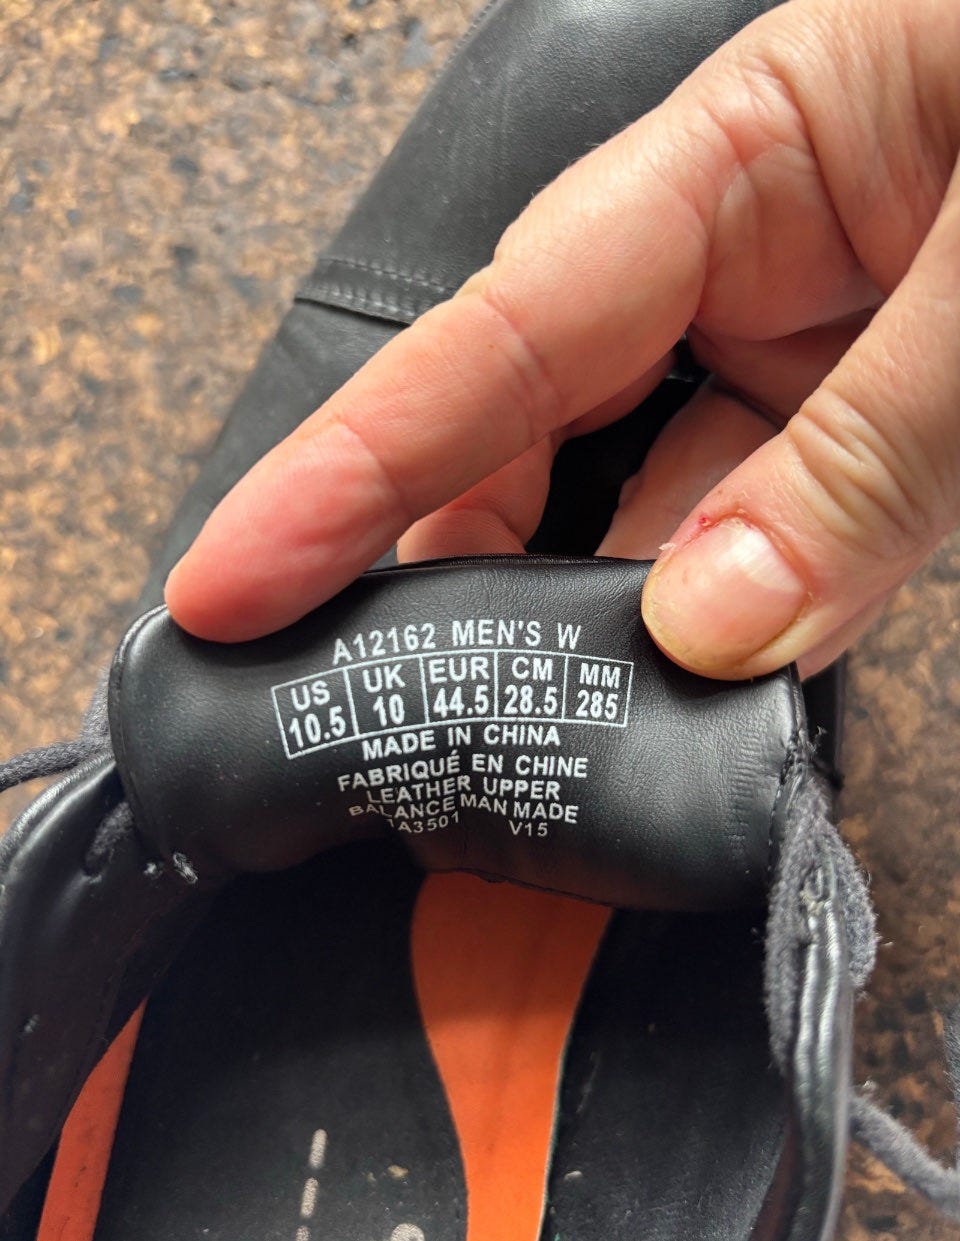 A12162 MEN'S W
US UK EUR CM MM
10.5 10 44.5 28.5 285
MADE IN CHINA
FABRIQUÉ EN CHINE
LEATHER UPPER
BALANCE MAN MADE
1A3501 V15